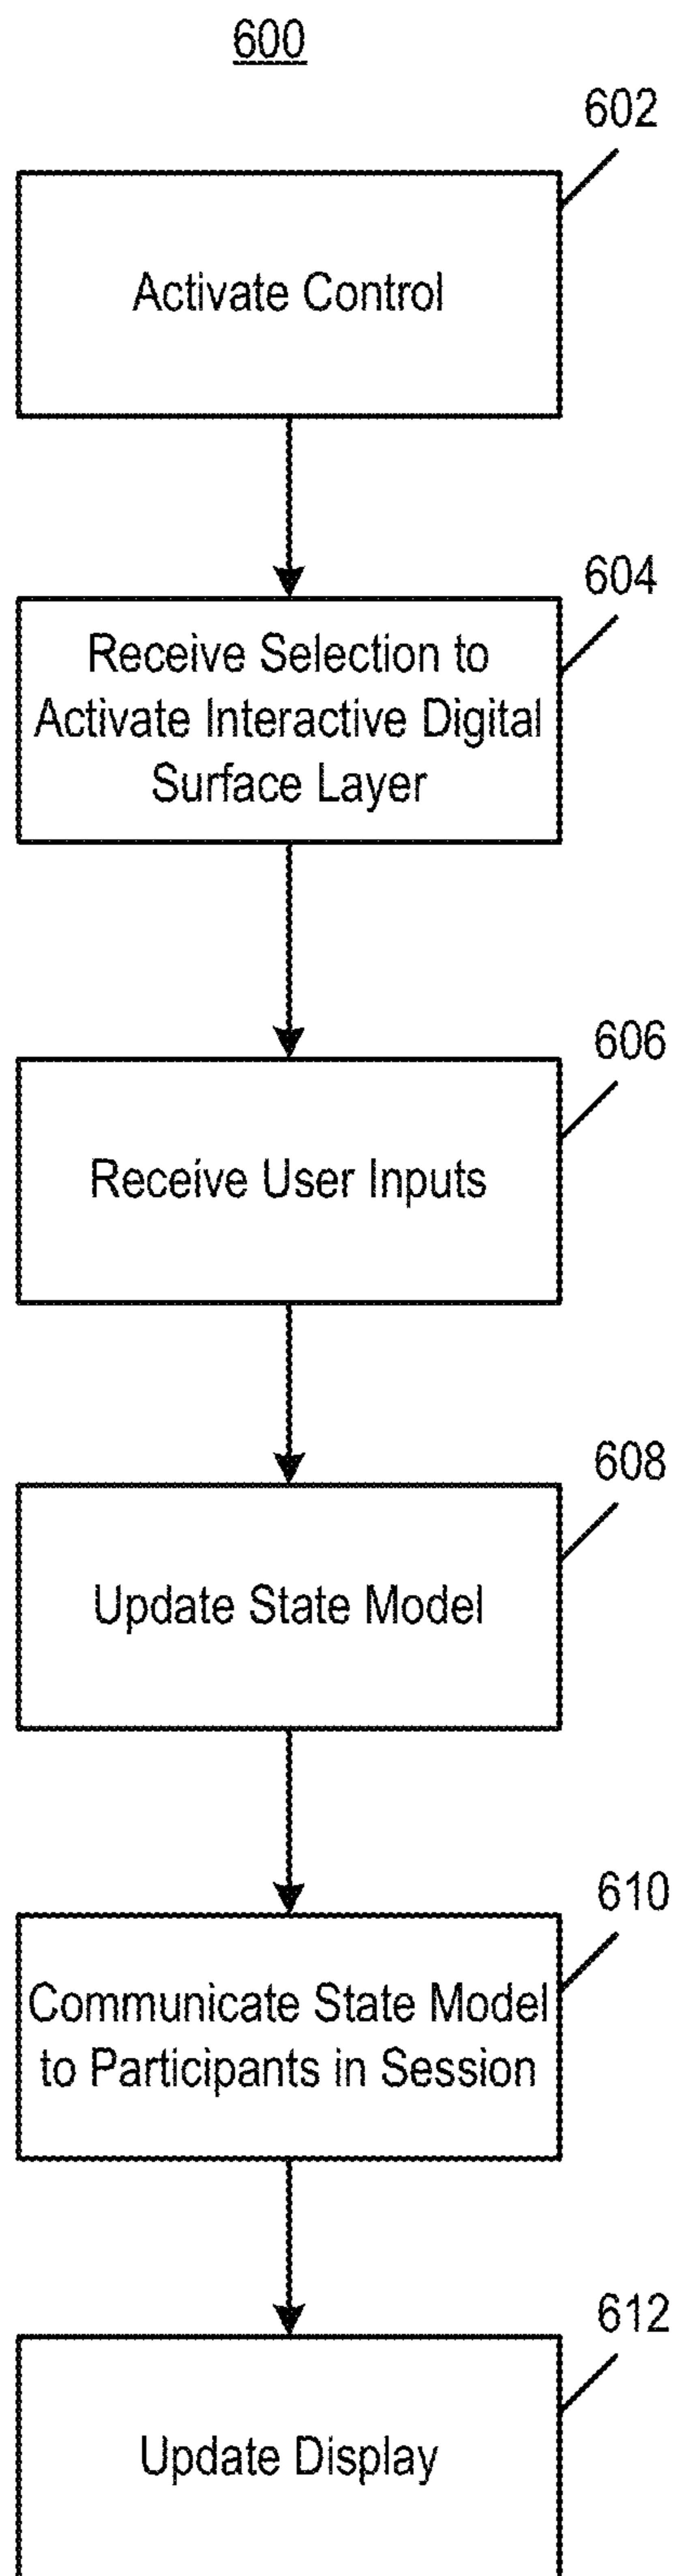 600
602
Activate Control
604
Receive Selection to
Activate Interactive Digital
Surface Layer
606
Receive User Inputs
608
Update State Model
610
Communicate State Model
to Participants in Session
612
Update Display